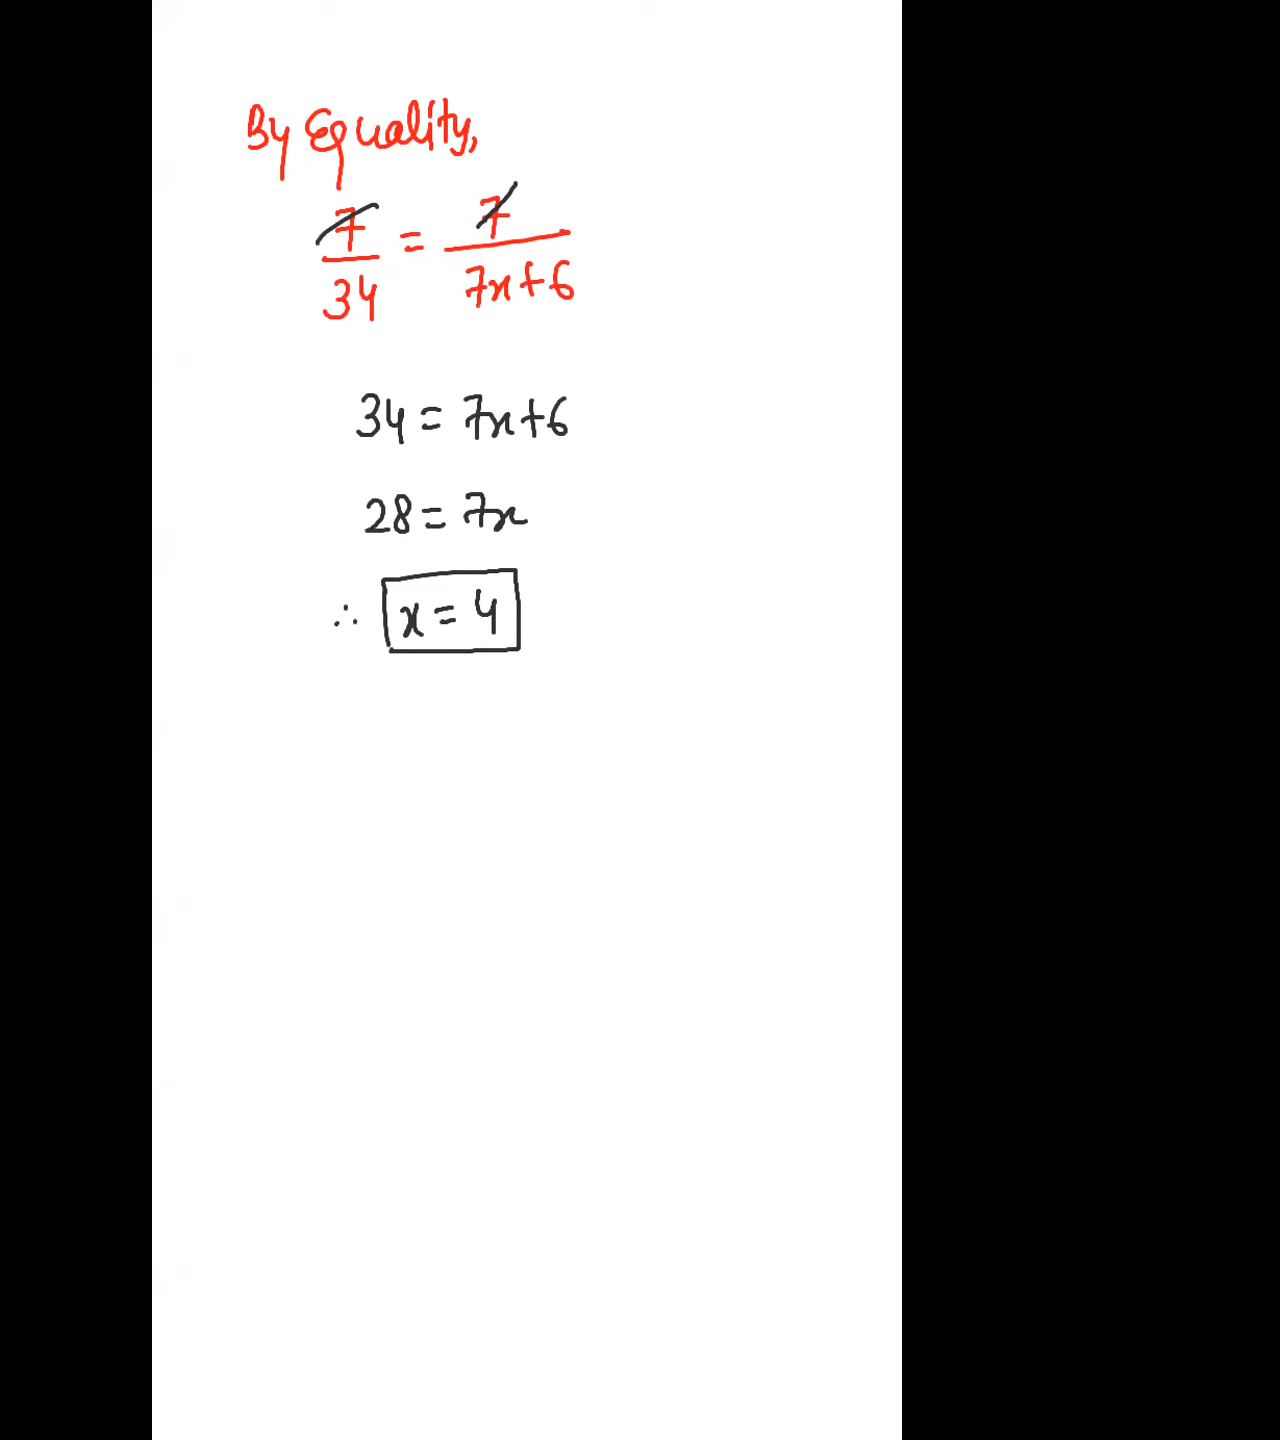 By Equality,
7/34 = 7/7x+6
34 = 7x+6
28 = 7x
∴ x = 4